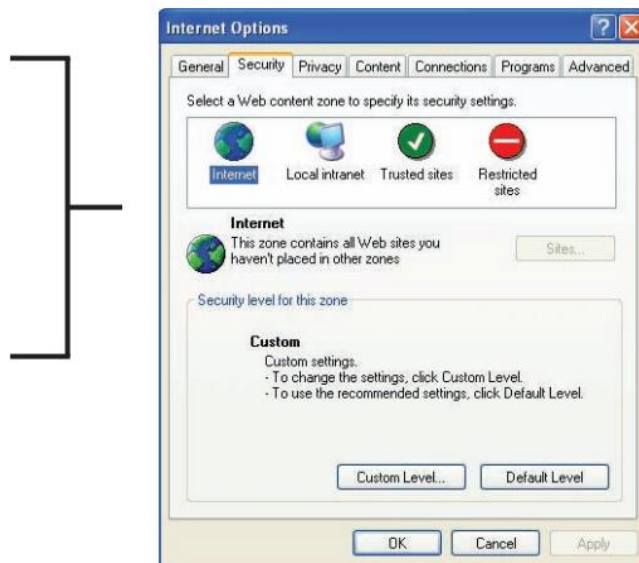 Internet Options
General Security Privacy Content Connections Programs Advanced
Select a Web content zone to specify its security settings.
Internet Local intranet Trusted sites Restricted
sites
Internet
This zone contains all Web sites you
haven't placed in other zones
Sites...
Security level for this zone
Custom
Custom settings.
- To change the settings, click Custom Level.
- To use the recommended settings, click Default Level.
Custom Level... Default Level
OK Cancel Apply